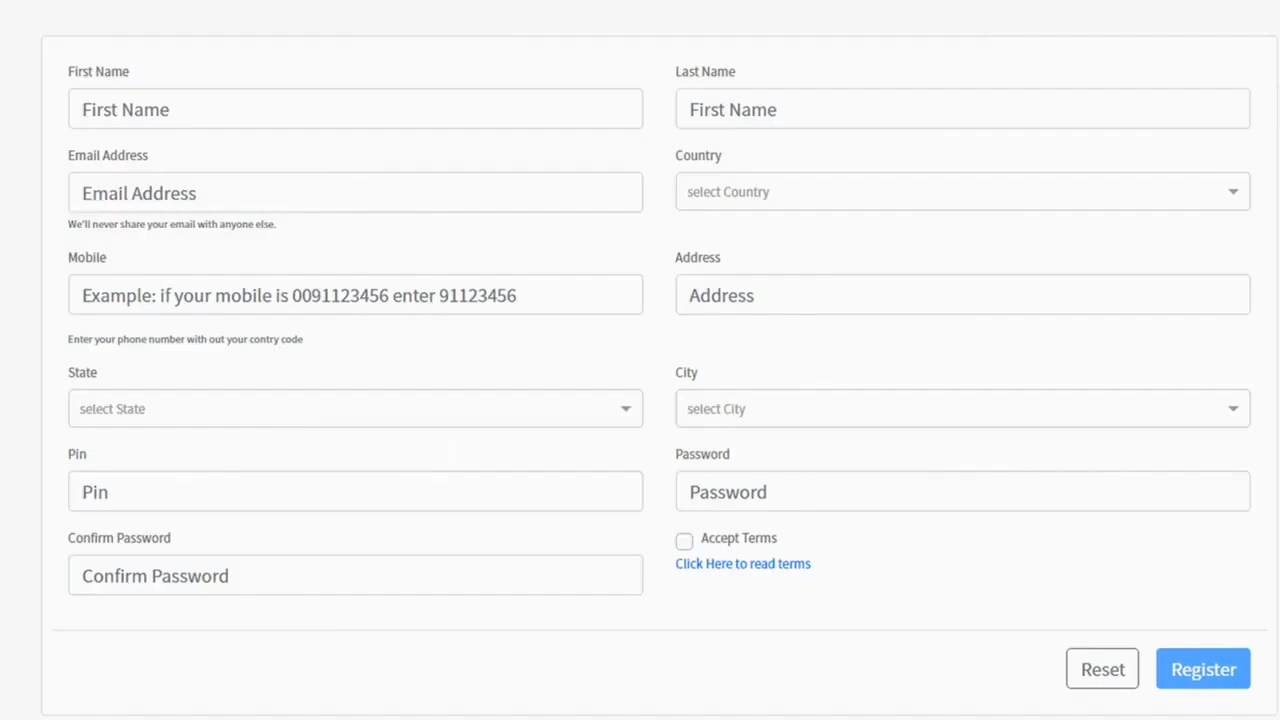 First Name
Last Name
First Name
First Name
Email Address
Country
Email Address
select Country
We'll never share your email with anyone else.
Mobile
Address
Example: if your mobile is 0091123456 enter 91123456
Address
Enter your phone number with out your contry code
State
City
select State
select City
Pin
Password
Pin
Password
Confirm Password
Accept Terms
Click Here to read terms
Confirm Password
Reset
Register